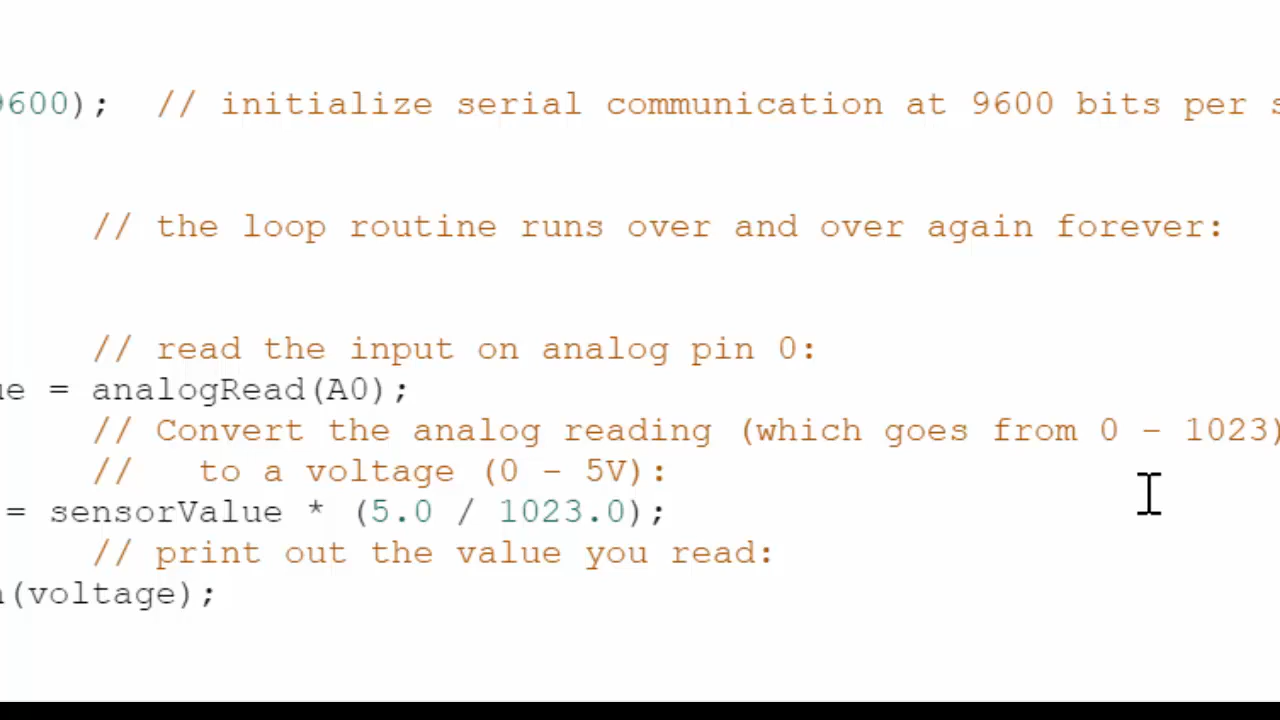 9600);  // initialize serial communication at 9600 bits per s
// the loop routine runs over and over again forever:
// read the input on analog pin 0:
ue = analogRead(A0);
// Convert the analog reading (which goes from 0 - 1023)
//   to a voltage (0 - 5V):
= sensorValue * (5.0 / 1023.0);
// print out the value you read:
n(voltage);